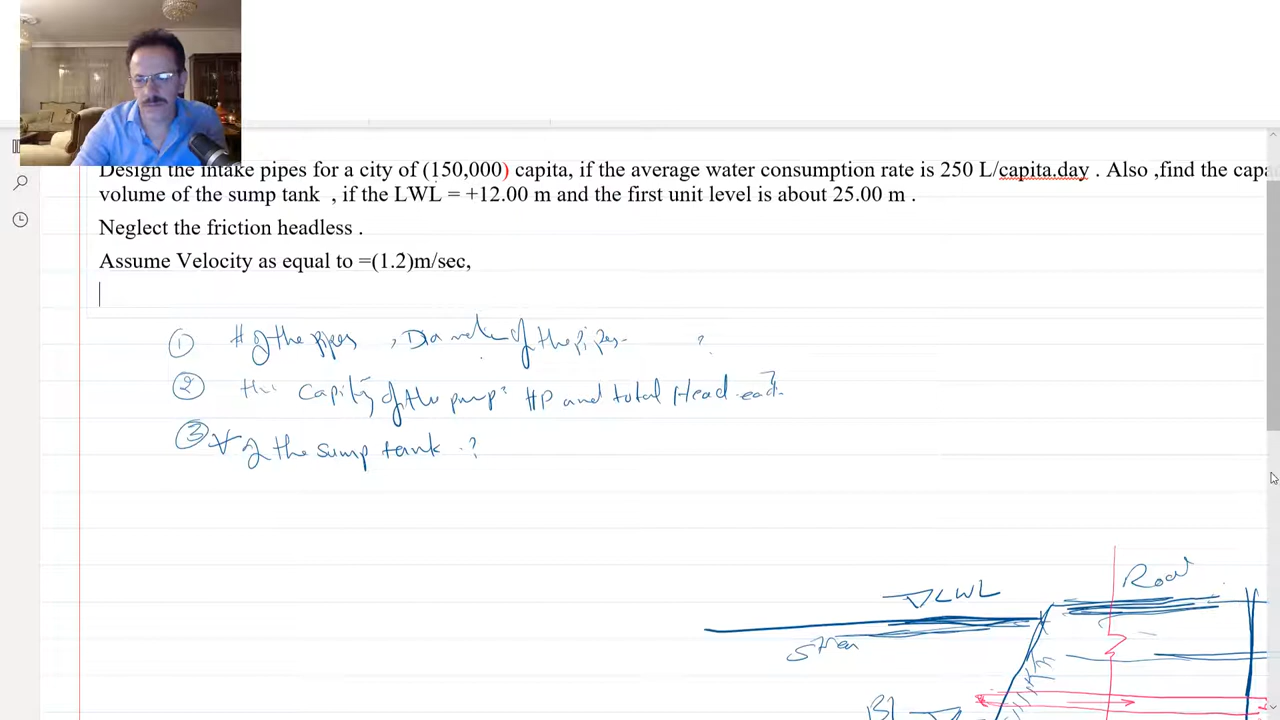 Design the intake pipes for a city of (150,000) capita, if the average water consumption rate is 250 L/capita.day . Also ,find the capa
volume of the sump tank , if the LWL = +12.00 m and the first unit level is about 25.00 m .
Neglect the friction headless .
Assume Velocity as equal to =(1.2)m/sec,
① # of the pipes , Diameter of the pipes. ?
② the Capity of the pump? HP and total Head each ?
③ ∀ of the sump tank . ?
Road
LWL
BL